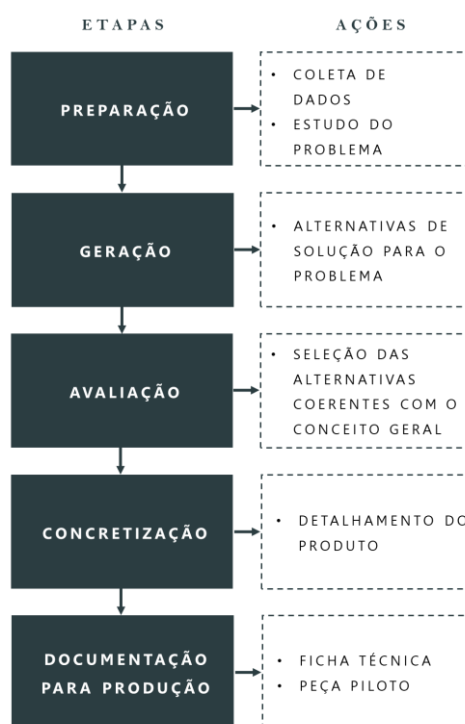 ETAPAS
AÇÕES
PREPARAÇÃO
• COLETA DE
DADOS
• ESTUDO DO
PROBLEMA
GERAÇÃO
• ALTERNATIVAS DE
SOLUÇÃO PARA O
PROBLEMA
AVALIAÇÃO
• SELEÇÃO DAS
ALTERNATIVAS
COERENTES COM O
CONCEITO GERAL
CONCRETIZAÇÃO
• DETALHAMENTO DO
PRODUTO
DOCUMENTAÇÃO
PARA PRODUÇÃO
• FICHA TÉCNICA
• PEÇA PILOTO